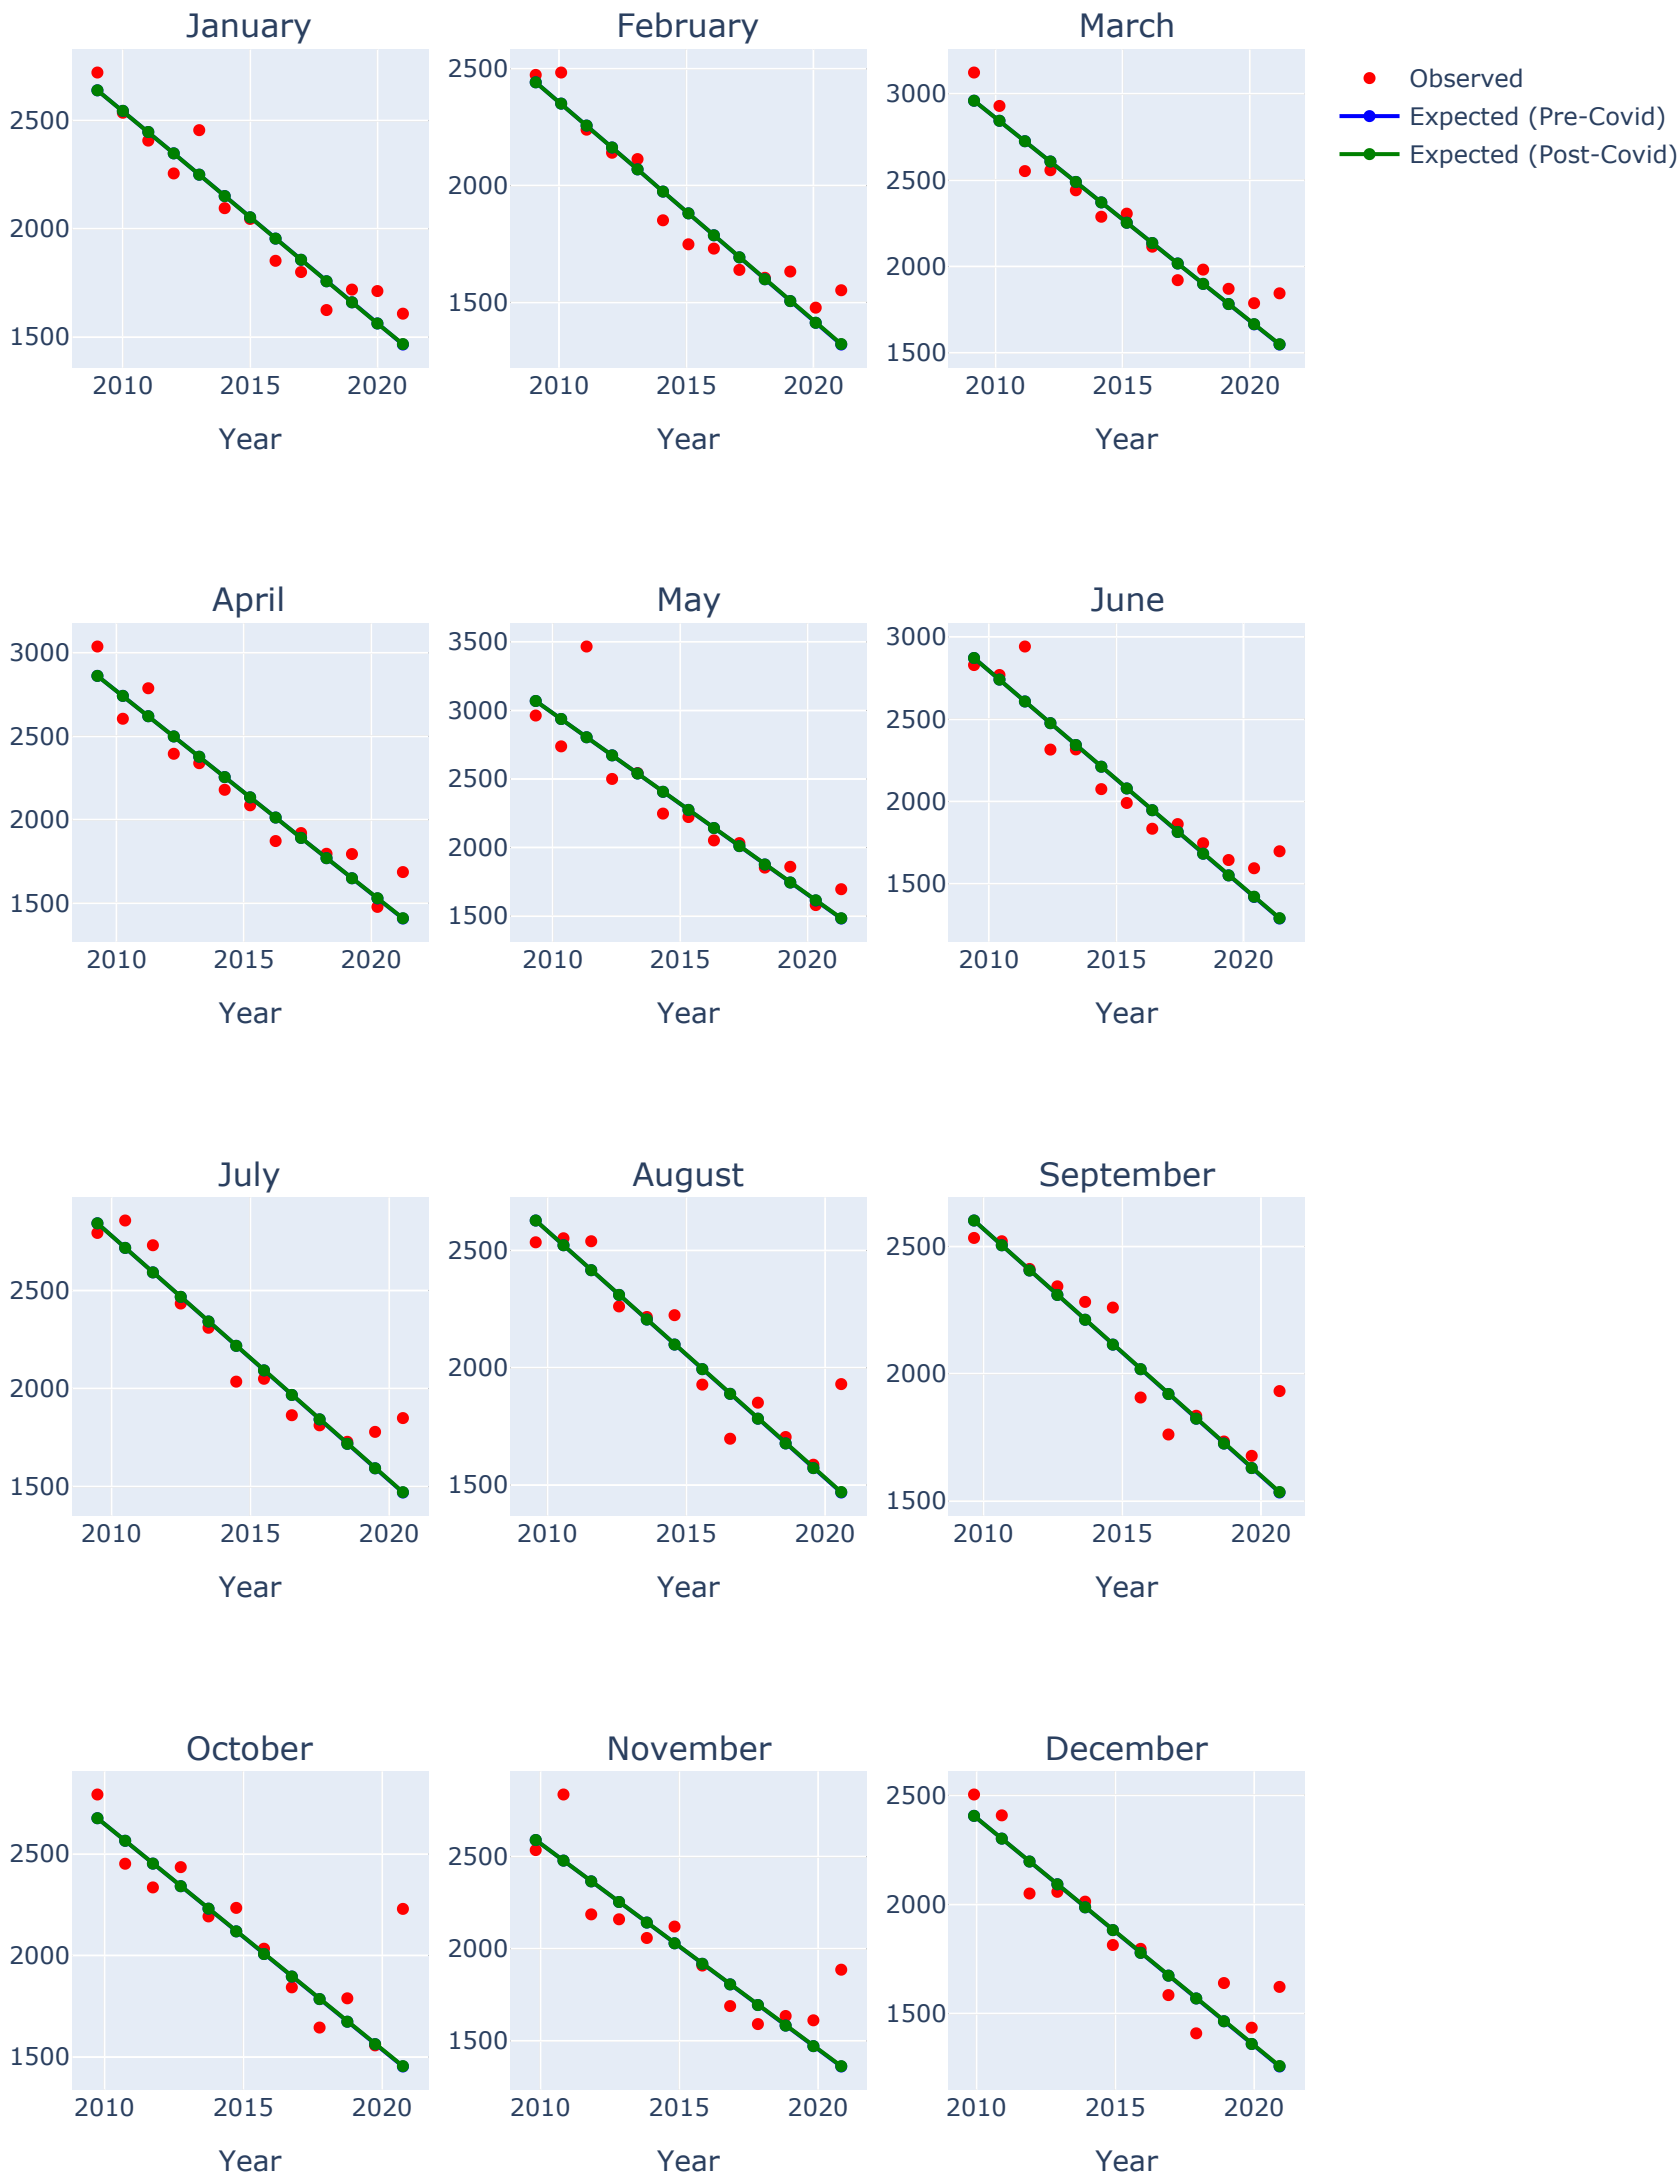 January February March
2500
2000
1500
2010 2015 2020
Year
2500
2000
1500
2010 2015 2020
Year
3000
2500
2000
1500
2010 2015 2020
Year
Observed
Expected (Pre-Covid)
Expected (Post-Covid)
April May June
3000
2500
2000
1500
2010 2015 2020
Year
3500
3000
2500
2000
1500
2010 2015 2020
Year
3000
2500
2000
1500
2010 2015 2020
Year
July August September
2500
2000
1500
2010 2015 2020
Year
2500
2000
1500
2010 2015 2020
Year
2500
2000
1500
2010 2015 2020
Year
October November December
2500
2000
1500
2010 2015 2020
Year
2500
2000
1500
2010 2015 2020
Year
2500
2000
1500
2010 2015 2020
Year